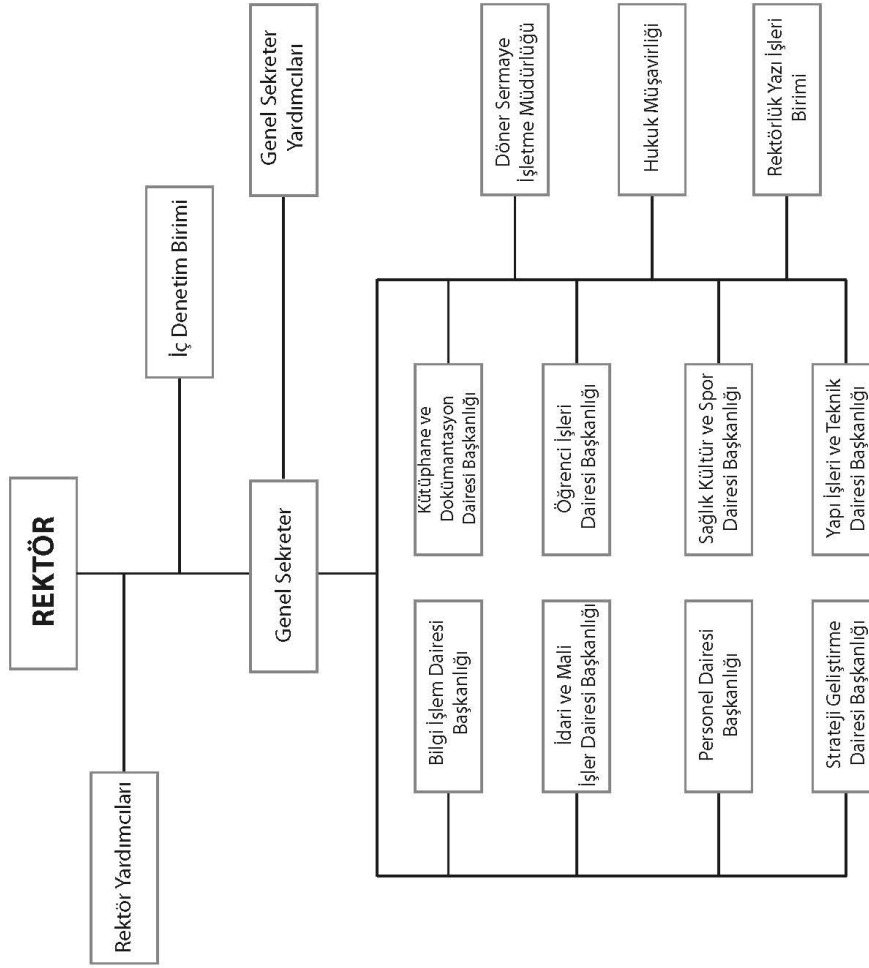 REKTÖR
Rektör Yardımcıları
İç Denetim Birimi
Genel Sekreter
Genel Sekreter
Yardımcıları
Bilgi İşlem Dairesi
Başkanlığı
Kütüphane ve
Dokümantasyon
Dairesi Başkanlığı
Döner Sermaye
İşletme Müdürlüğü
İdari ve Mali
İşler Dairesi Başkanlığı
Öğrenci İşleri
Dairesi Başkanlığı
Hukuk Müşavirliği
Personel Dairesi
Başkanlığı
Sağlık Kültür ve Spor
Dairesi Başkanlığı
Rektörlük Yazı İşleri
Birimi
Strateji Geliştirme
Dairesi Başkanlığı
Yapı İşleri ve Teknik
Dairesi Başkanlığı